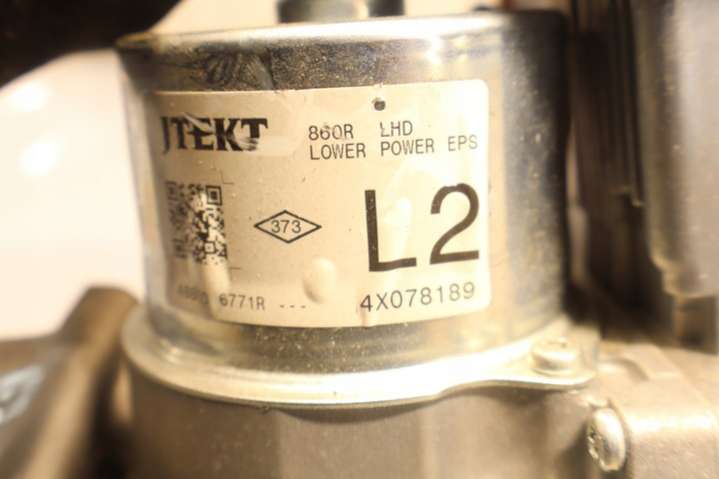 JTEKT
860R LHD
LOWER POWER EPS
373
L2
6771R ---
4X078189